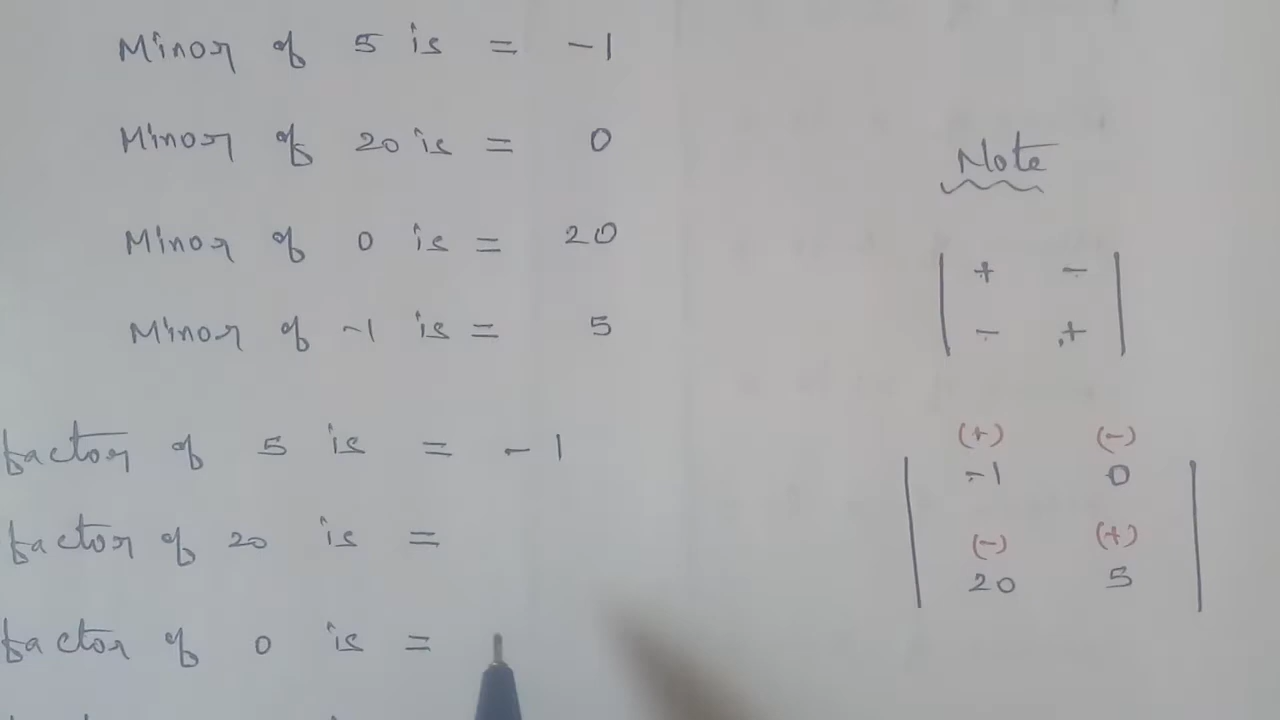 Minor of 5 is = -1
Minor of 20 is = 0
Minor of 0 is = 20
Minor of -1 is = 5
factor of 5 is = -1
factor of 20 is =
factor of 0 is =
Note
+ -
- +
(+) (-)
-1 0
(-) (+)
20 5